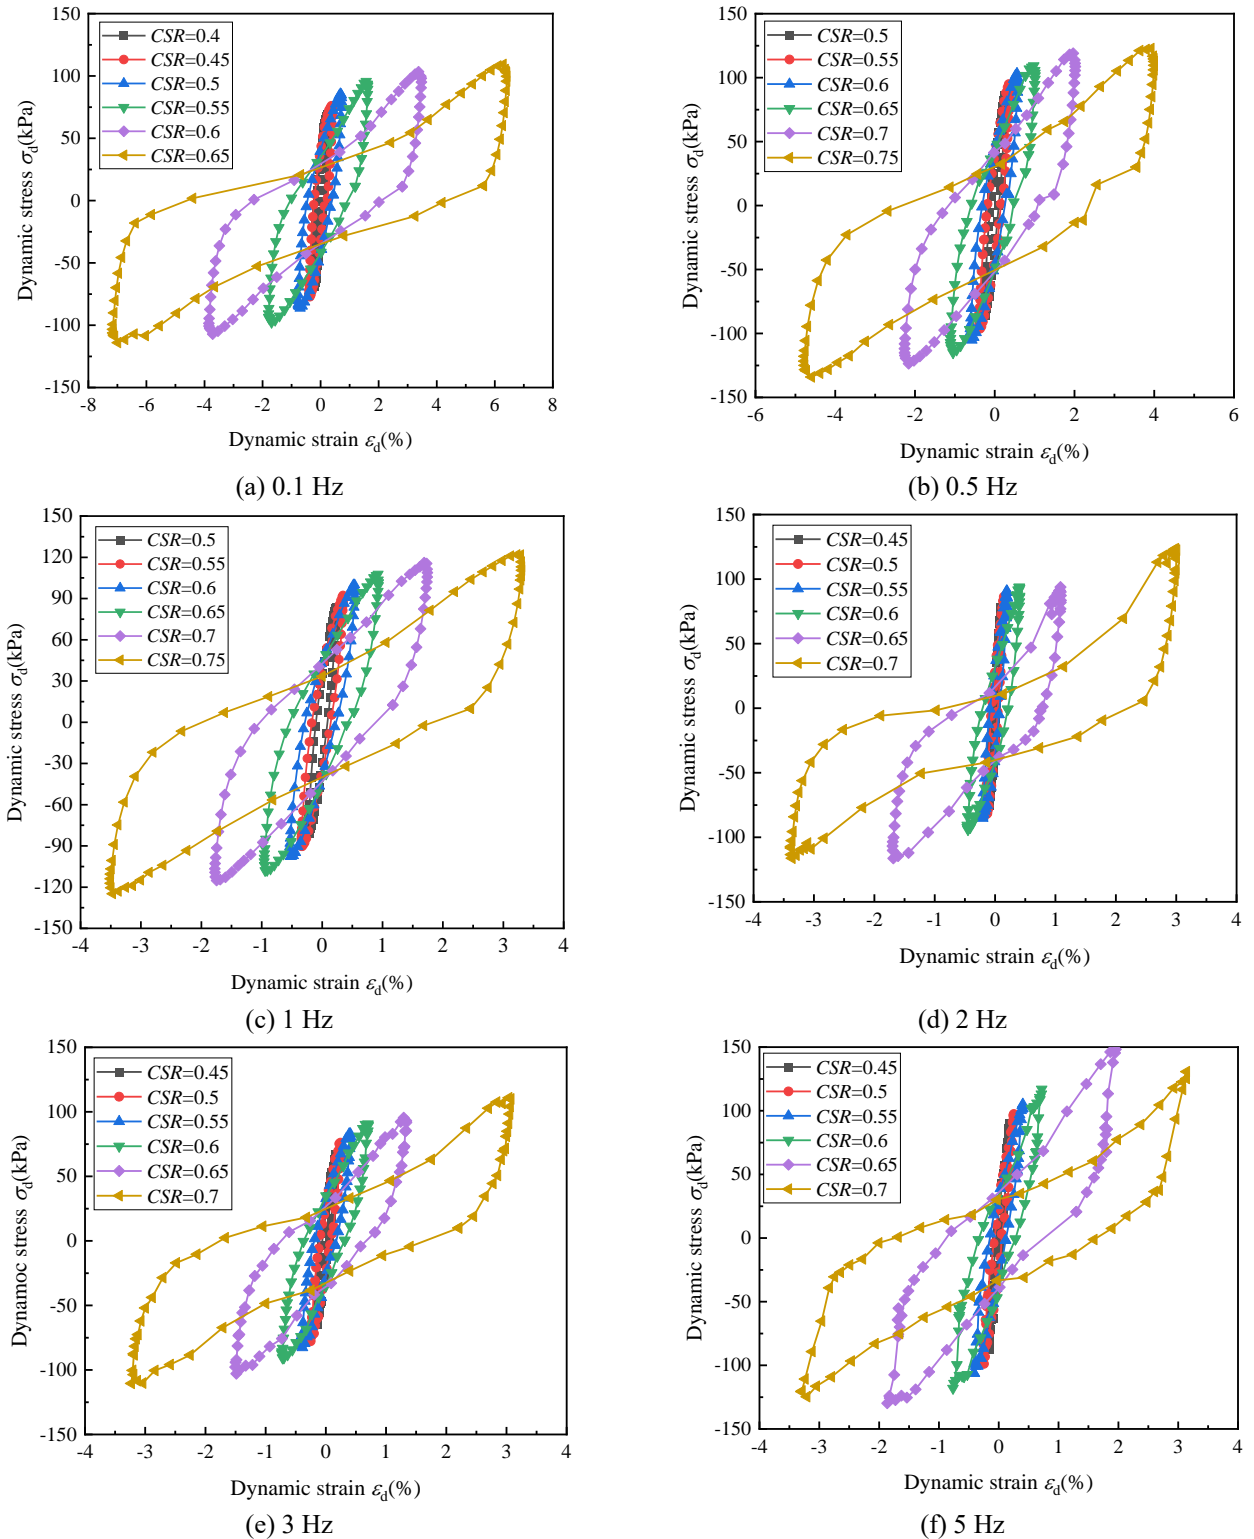 150
100
50
0
-50
-100
-150
Dynamic stress σd(kPa)
CSR=0.4
CSR=0.45
CSR=0.5
CSR=0.55
CSR=0.6
CSR=0.65
-8 -6 -4 -2 0 2 4 6 8
Dynamic strain εd(%)
(a) 0.1 Hz
150
100
50
0
-50
-100
-150
Dynamic stress σd(kPa)
CSR=0.5
CSR=0.55
CSR=0.6
CSR=0.65
CSR=0.7
CSR=0.75
-6 -4 -2 0 2 4 6
Dynamic strain εd(%)
(b) 0.5 Hz
150
120
90
60
30
0
-30
-60
-90
-120
-150
Dynamic stress σd(kPa)
CSR=0.5
CSR=0.55
CSR=0.6
CSR=0.65
CSR=0.7
CSR=0.75
-4 -3 -2 -1 0 1 2 3 4
Dynamic strain εd(%)
(c) 1 Hz
150
100
50
0
-50
-100
-150
Dynamic stress σd(kPa)
CSR=0.45
CSR=0.5
CSR=0.55
CSR=0.6
CSR=0.65
CSR=0.7
-4 -3 -2 -1 0 1 2 3 4
Dynamic strain εd(%)
(d) 2 Hz
150
100
50
0
-50
-100
-150
Dynamoc stress σd(kPa)
CSR=0.45
CSR=0.5
CSR=0.55
CSR=0.6
CSR=0.65
CSR=0.7
-4 -3 -2 -1 0 1 2 3 4
Dynamic strain εd(%)
(e) 3 Hz
150
100
50
0
-50
-100
-150
Dynamic stress σd(kPa)
CSR=0.45
CSR=0.5
CSR=0.55
CSR=0.6
CSR=0.65
CSR=0.7
-4 -3 -2 -1 0 1 2 3 4
Dynamic strain εd(%)
(f) 5 Hz